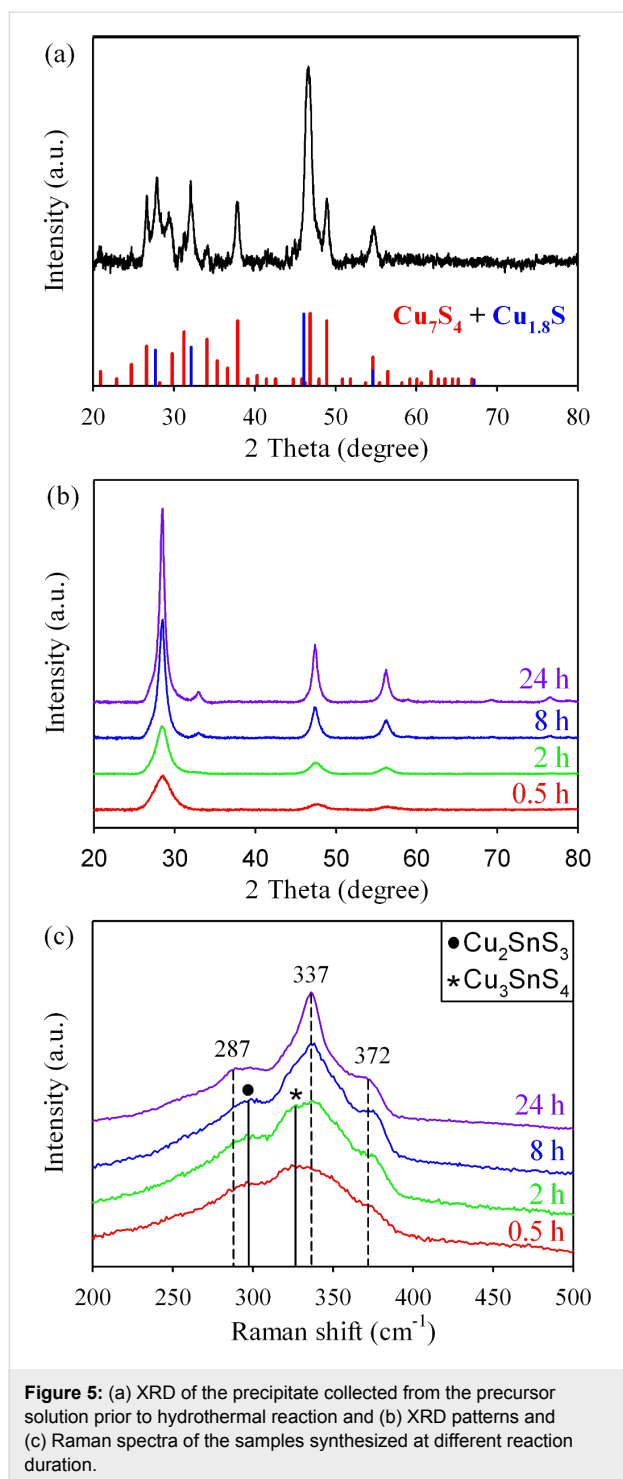 (a)
Intensity (a.u.)
Cu7S4 + Cu1.8S
20 30 40 50 60 70 80
2 Theta (degree)
(b)
Intensity (a.u.)
24 h
8 h
2 h
0.5 h
20 30 40 50 60 70 80
2 Theta (degree)
(c)
Intensity (a.u.)
●Cu2SnS3
*Cu3SnS4
337
287
372
●
*
24 h
8 h
2 h
0.5 h
200 250 300 350 400 450 500
Raman shift (cm-1)
Figure 5: (a) XRD of the precipitate collected from the precursor
solution prior to hydrothermal reaction and (b) XRD patterns and
(c) Raman spectra of the samples synthesized at different reaction
duration.